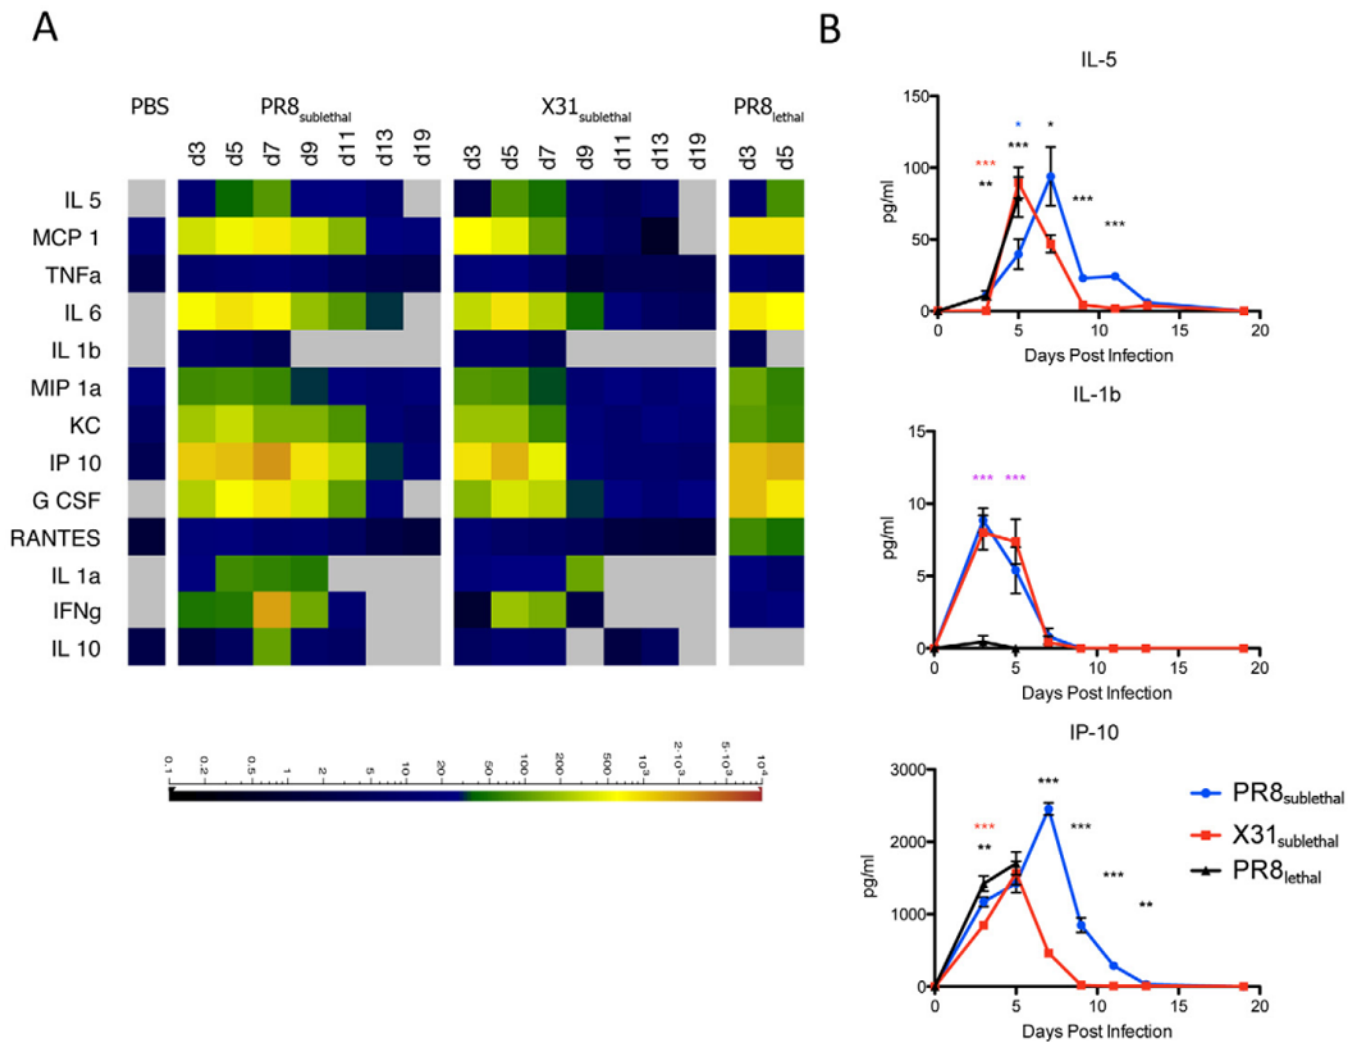 A
PBS PR8sublethal X31sublethal PR8lethal
d3 d5 d7 d9 d11 d13 d19 d3 d5 d7 d9 d11 d13 d19 d3 d5
IL 5
MCP 1
TNFa
IL 6
IL 1b
MIP 1a
KC
IP 10
G CSF
RANTES
IL 1a
IFNg
IL 10
0.1 0.2 0.5 1 2 5 10 20 50 100 200 500 10³ 2·10³ 5·10³ 10⁴
B
IL-5
150
* *
***
100
***
** *** ***
pg/ml
50
0
0 5 10 15 20
Days Post Infection
IL-1b
15
*** ***
10
pg/ml
5
0
0 5 10 15 20
Days Post Infection
IP-10
3000
***
*** ***
2000
** *** **
pg/ml
1000
0
0 5 10 15 20
Days Post Infection
PR8sublethal
X31sublethal
PR8lethal